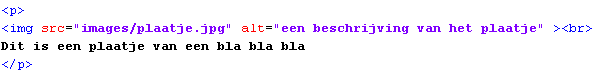 <p>
<img src="images/plaatje.jpg" alt="een beschrijving van het plaatje" ><br>
Dit is een plaatje van een bla bla bla
</p>